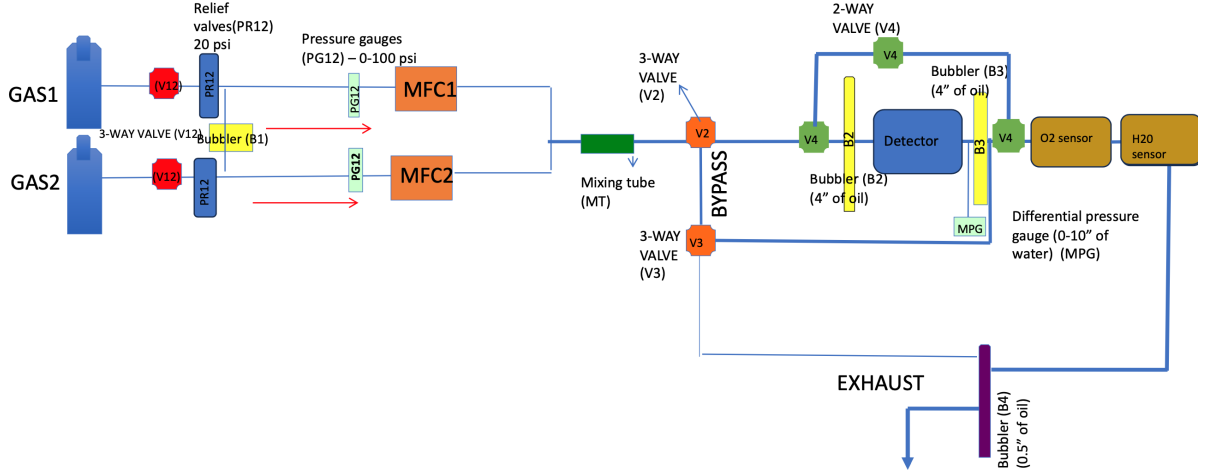 Relief
valves(PR12)
20 psi
Pressure gauges
(PG12) – 0-100 psi
2-WAY
VALVE (V4)
3-WAY
VALVE
(V2)
V4
Bubbler (B3)
(4” of oil)
GAS1
(V12)
PR12
PG12
MFC1
3-WAY VALVE (V12)
Bubbler (B1)
V2
V4
B2
Detector
B3
V4
O2 sensor
H20
sensor
GAS2
(V12)
PR12
PG12
MFC2
Mixing tube
(MT)
BYPASS
Bubbler (B2)
(4” of oil)
MPG
Differential pressure
gauge (0-10” of
water)  (MPG)
3-WAY
VALVE
(V3)
V3
EXHAUST
Bubbler (B4)
(0.5” of oil)